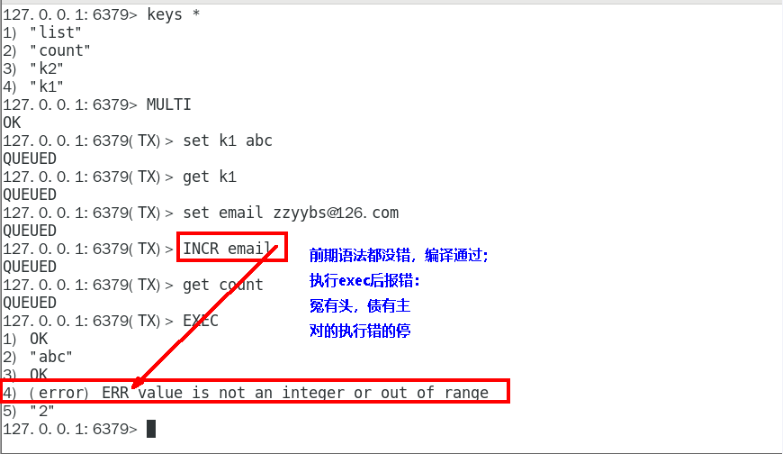 127.0.0.1:6379> keys *
1) "list"
2) "count"
3) "k2"
4) "k1"
127.0.0.1:6379> MULTI
OK
127.0.0.1:6379(TX)> set k1 abc
QUEUED
127.0.0.1:6379(TX)> get k1
QUEUED
127.0.0.1:6379(TX)> set email zzyybs@126.com
QUEUED
127.0.0.1:6379(TX)> INCR email
QUEUED
127.0.0.1:6379(TX)> get count
QUEUED
127.0.0.1:6379(TX)> EXEC
1) OK
2) "abc"
3) OK
4) (error) ERR value is not an integer or out of range
5) "2"
127.0.0.1:6379>
前期语法都没错，编译通过；
执行exec后报错：
冤有头，债有主
对的执行错的停